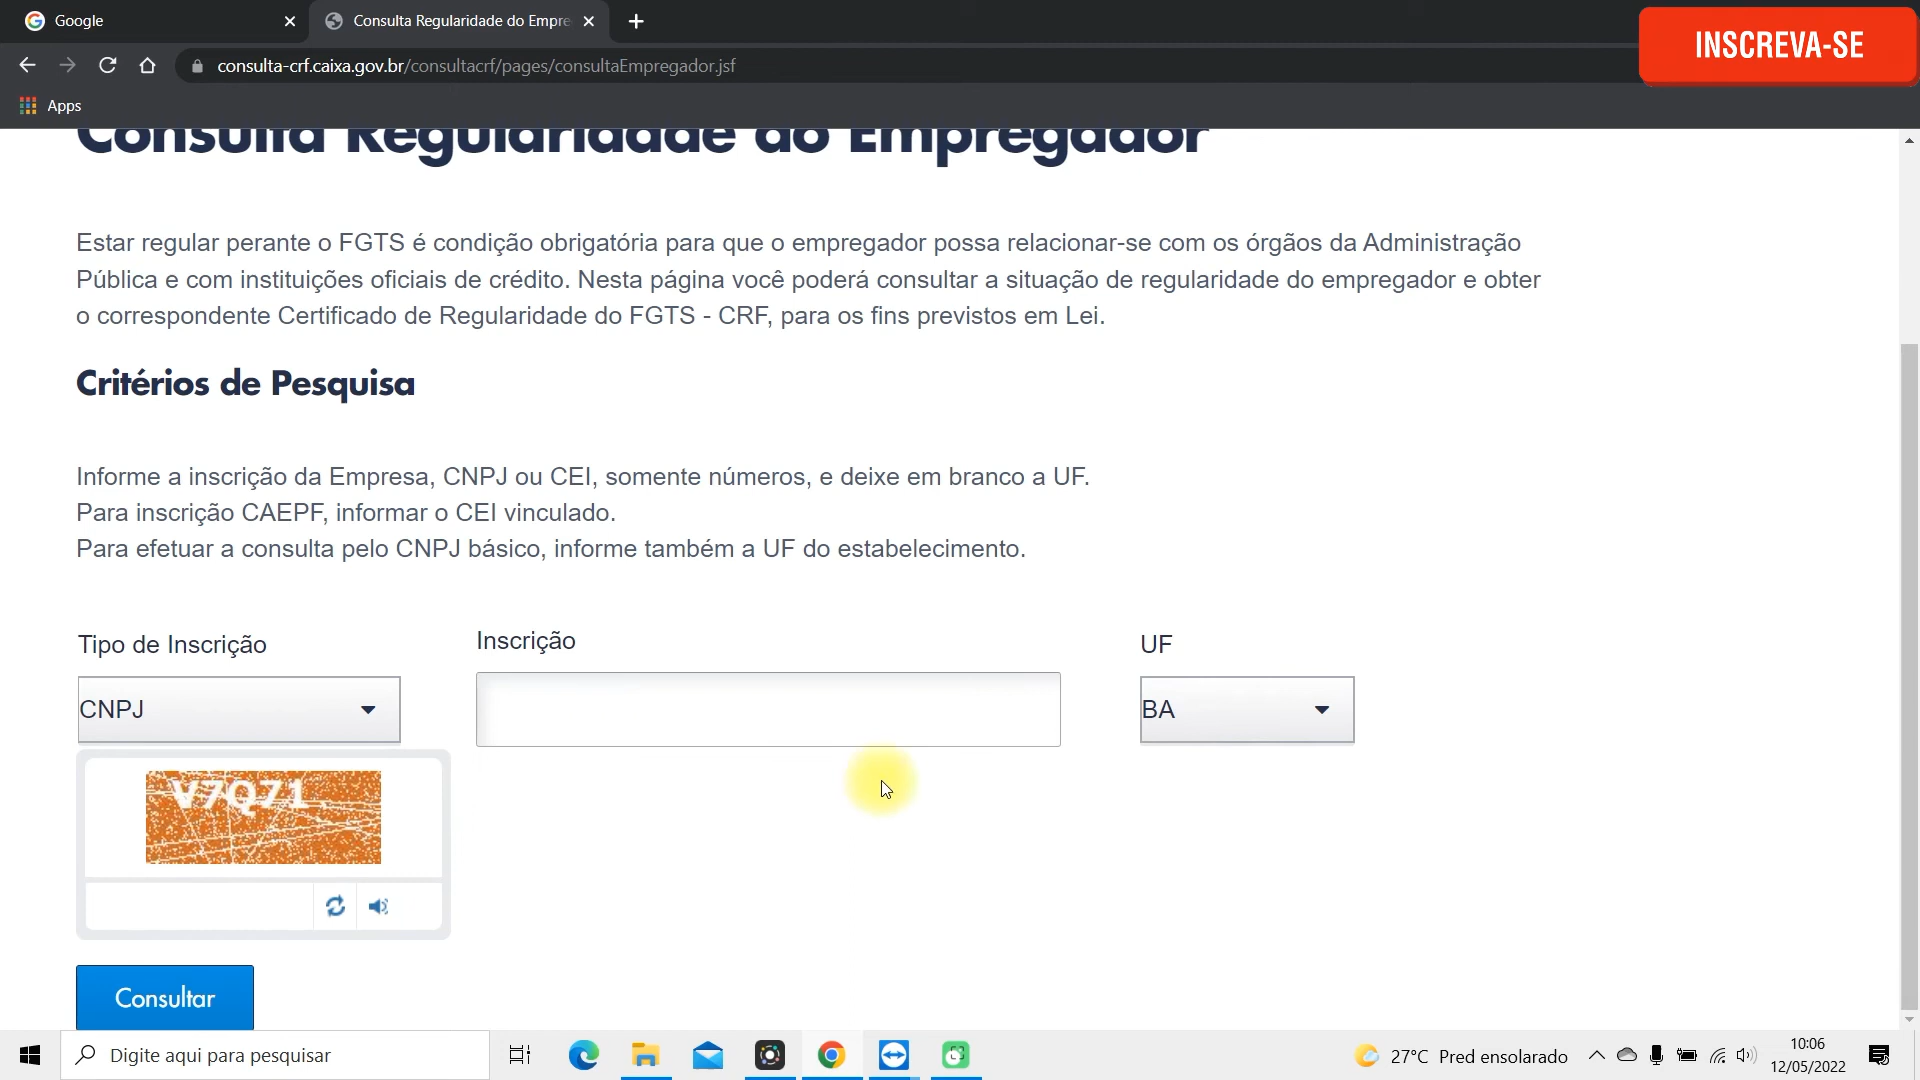 Google
Consulta Regularidade do Empre
INSCREVA-SE
consulta-crf.caixa.gov.br/consultacrf/pages/consultaEmpregador.jsf
Apps
Consulta Regularidade do Empregador
Estar regular perante o FGTS é condição obrigatória para que o empregador possa relacionar-se com os órgãos da Administração
Pública e com instituições oficiais de crédito. Nesta página você poderá consultar a situação de regularidade do empregador e obter
o correspondente Certificado de Regularidade do FGTS - CRF, para os fins previstos em Lei.
Critérios de Pesquisa
Informe a inscrição da Empresa, CNPJ ou CEI, somente números, e deixe em branco a UF.
Para inscrição CAEPF, informar o CEI vinculado.
Para efetuar a consulta pelo CNPJ básico, informe também a UF do estabelecimento.
Tipo de Inscrição
Inscrição
UF
CNPJ
BA
V7Q71
Consultar
Digite aqui para pesquisar
27°C Pred ensolarado
10:06
12/05/2022